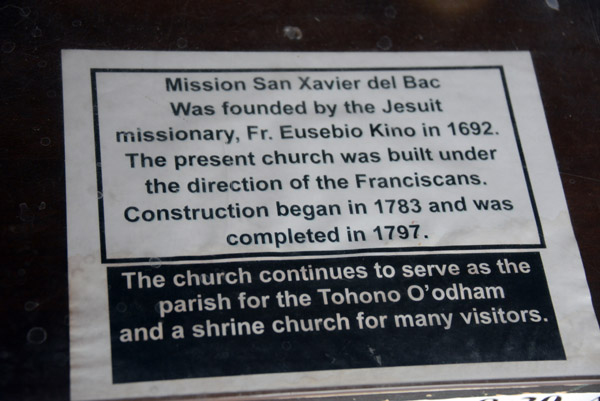 Mission San Xavier del Bac
Was founded by the Jesuit
missionary, Fr. Eusebio Kino in 1692.
The present church was built under
the direction of the Franciscans.
Construction began in 1783 and was
completed in 1797.
The church continues to serve as the
parish for the Tohono O'odham
and a shrine church for many visitors.